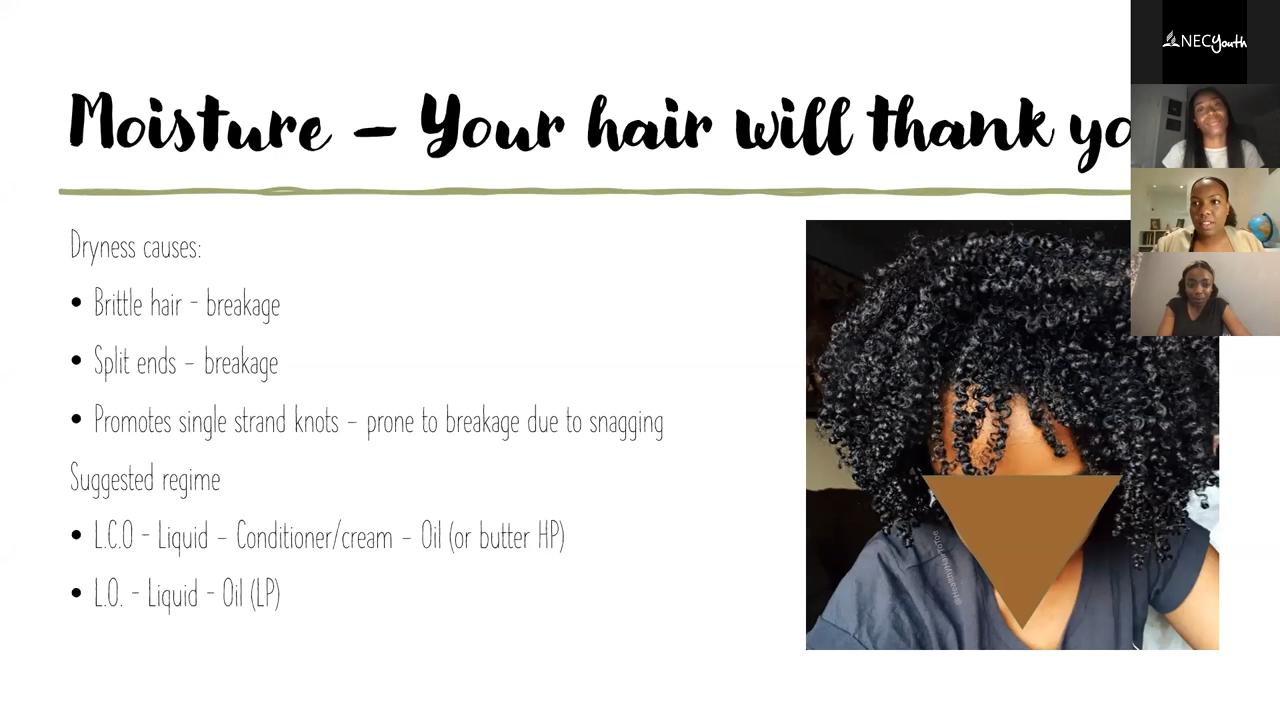 NECYouth
Moisture – Your hair will thank yo
Dryness causes:
• Brittle hair - breakage
• Split ends – breakage
• Promotes single strand knots – prone to breakage due to snagging
Suggested regime
• L.C.O - Liquid – Conditioner/cream – Oil (or butter HP)
• L.O. - Liquid - Oil (LP)
@HealthyHairToToe